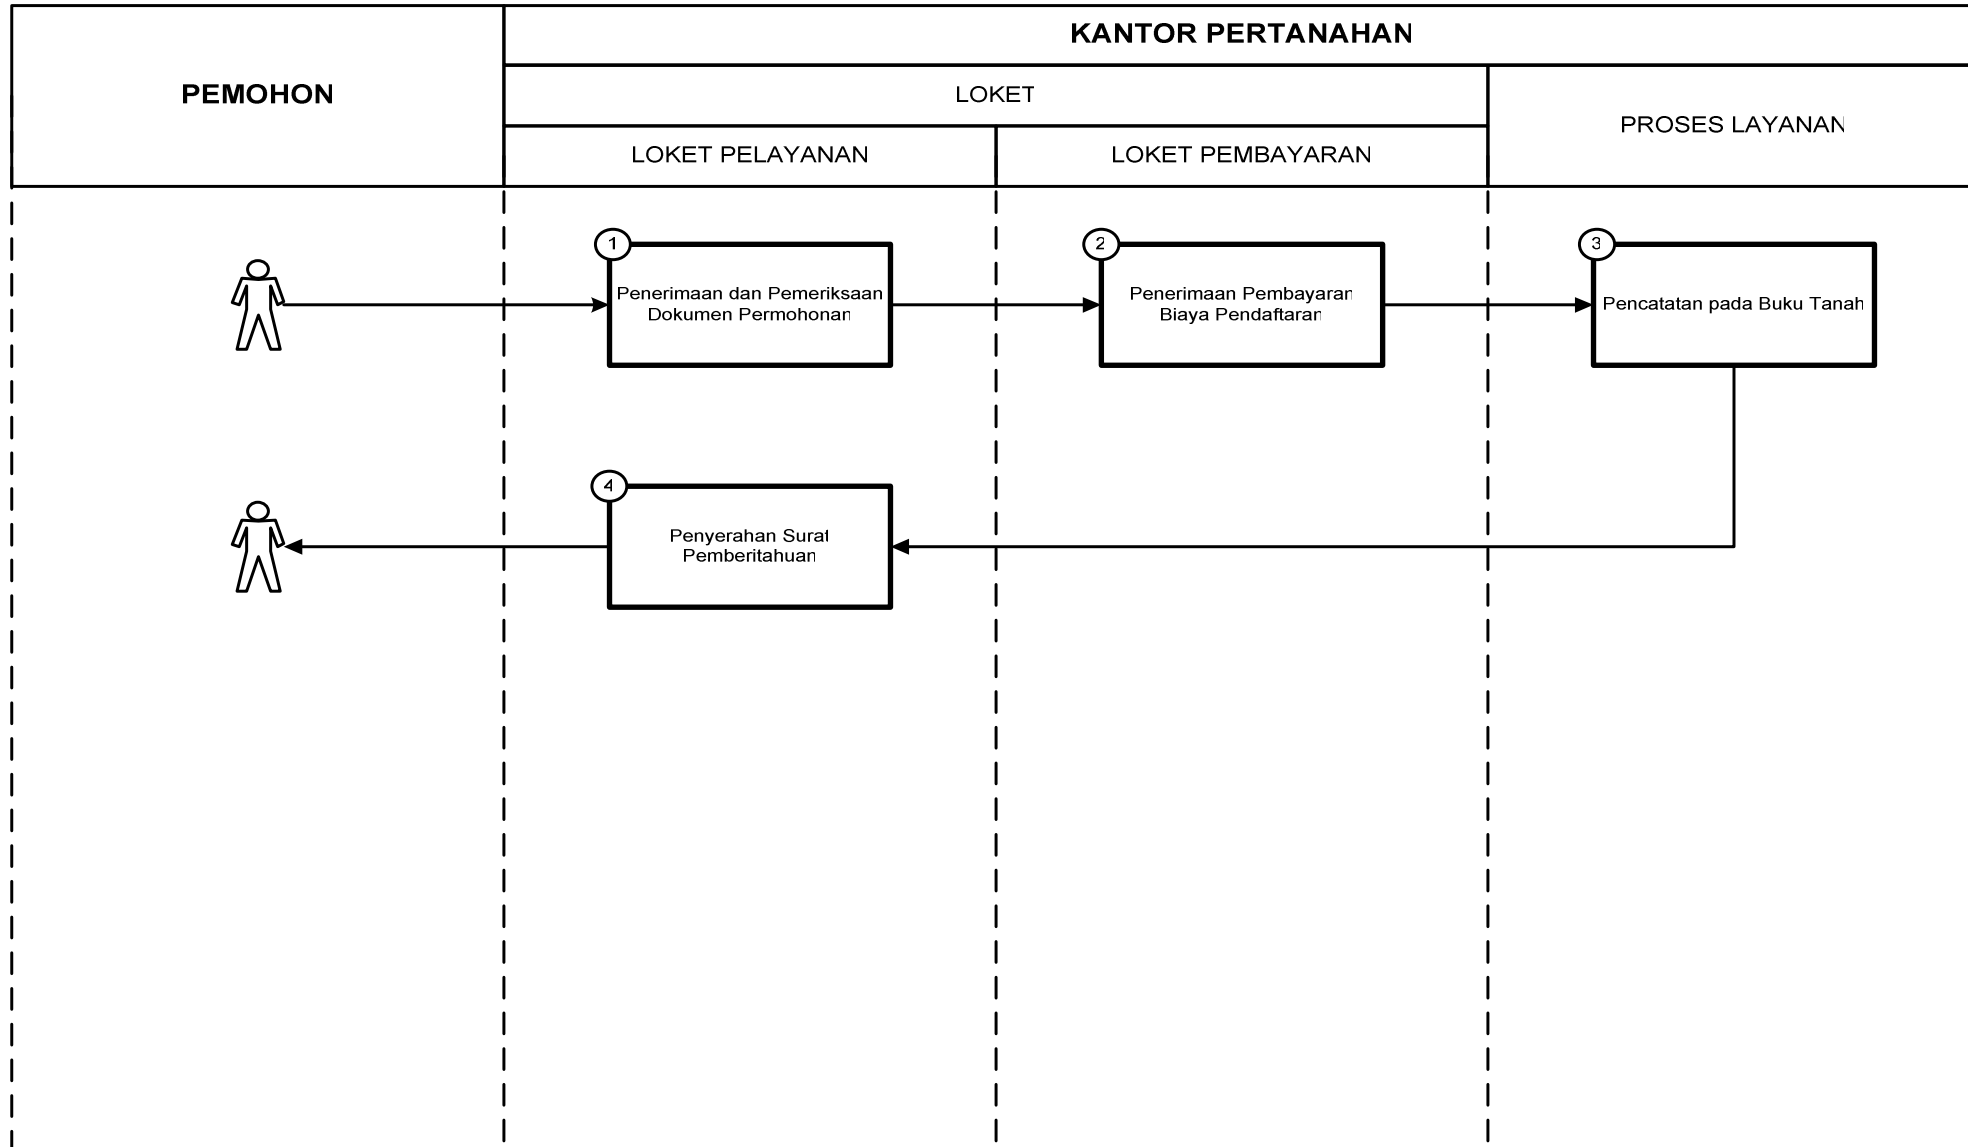 KANTOR PERTANAHAN
PEMOHON
LOKET
PROSES LAYANAN
LOKET PELAYANAN
LOKET PEMBAYARAN
1
Penerimaan dan Pemeriksaan
Dokumen Permohonan
2
Penerimaan Pembayaran
Biaya Pendaftaran
3
Pencatatan pada Buku Tanah
4
Penyerahan Surat
Pemberitahuan